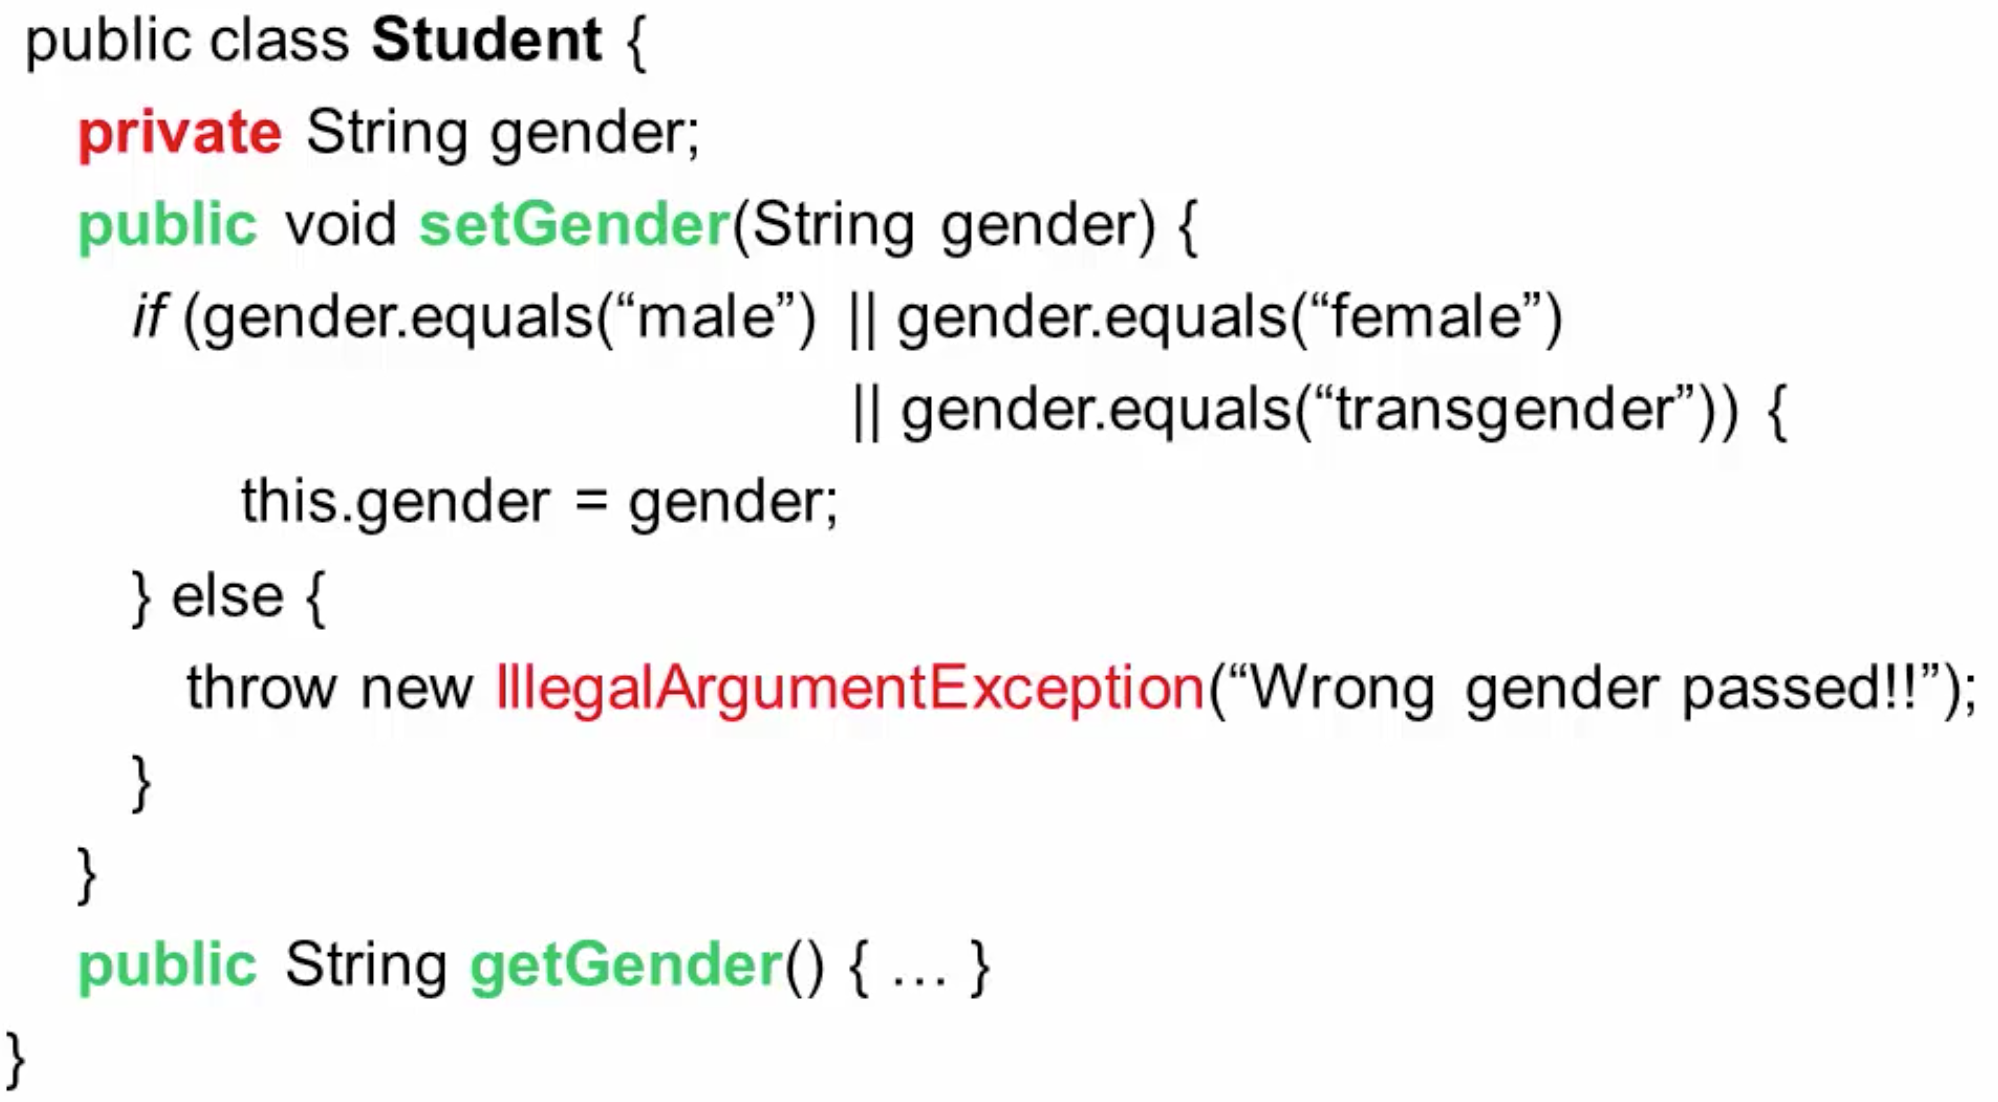 public class Student {
private String gender;
public void setGender(String gender) {
if (gender.equals(“male”) || gender.equals(“female”)
|| gender.equals(“transgender”)) {
this.gender = gender;
} else {
throw new IllegalArgumentException(“Wrong gender passed!!”);
}
}
public String getGender() { … }
}